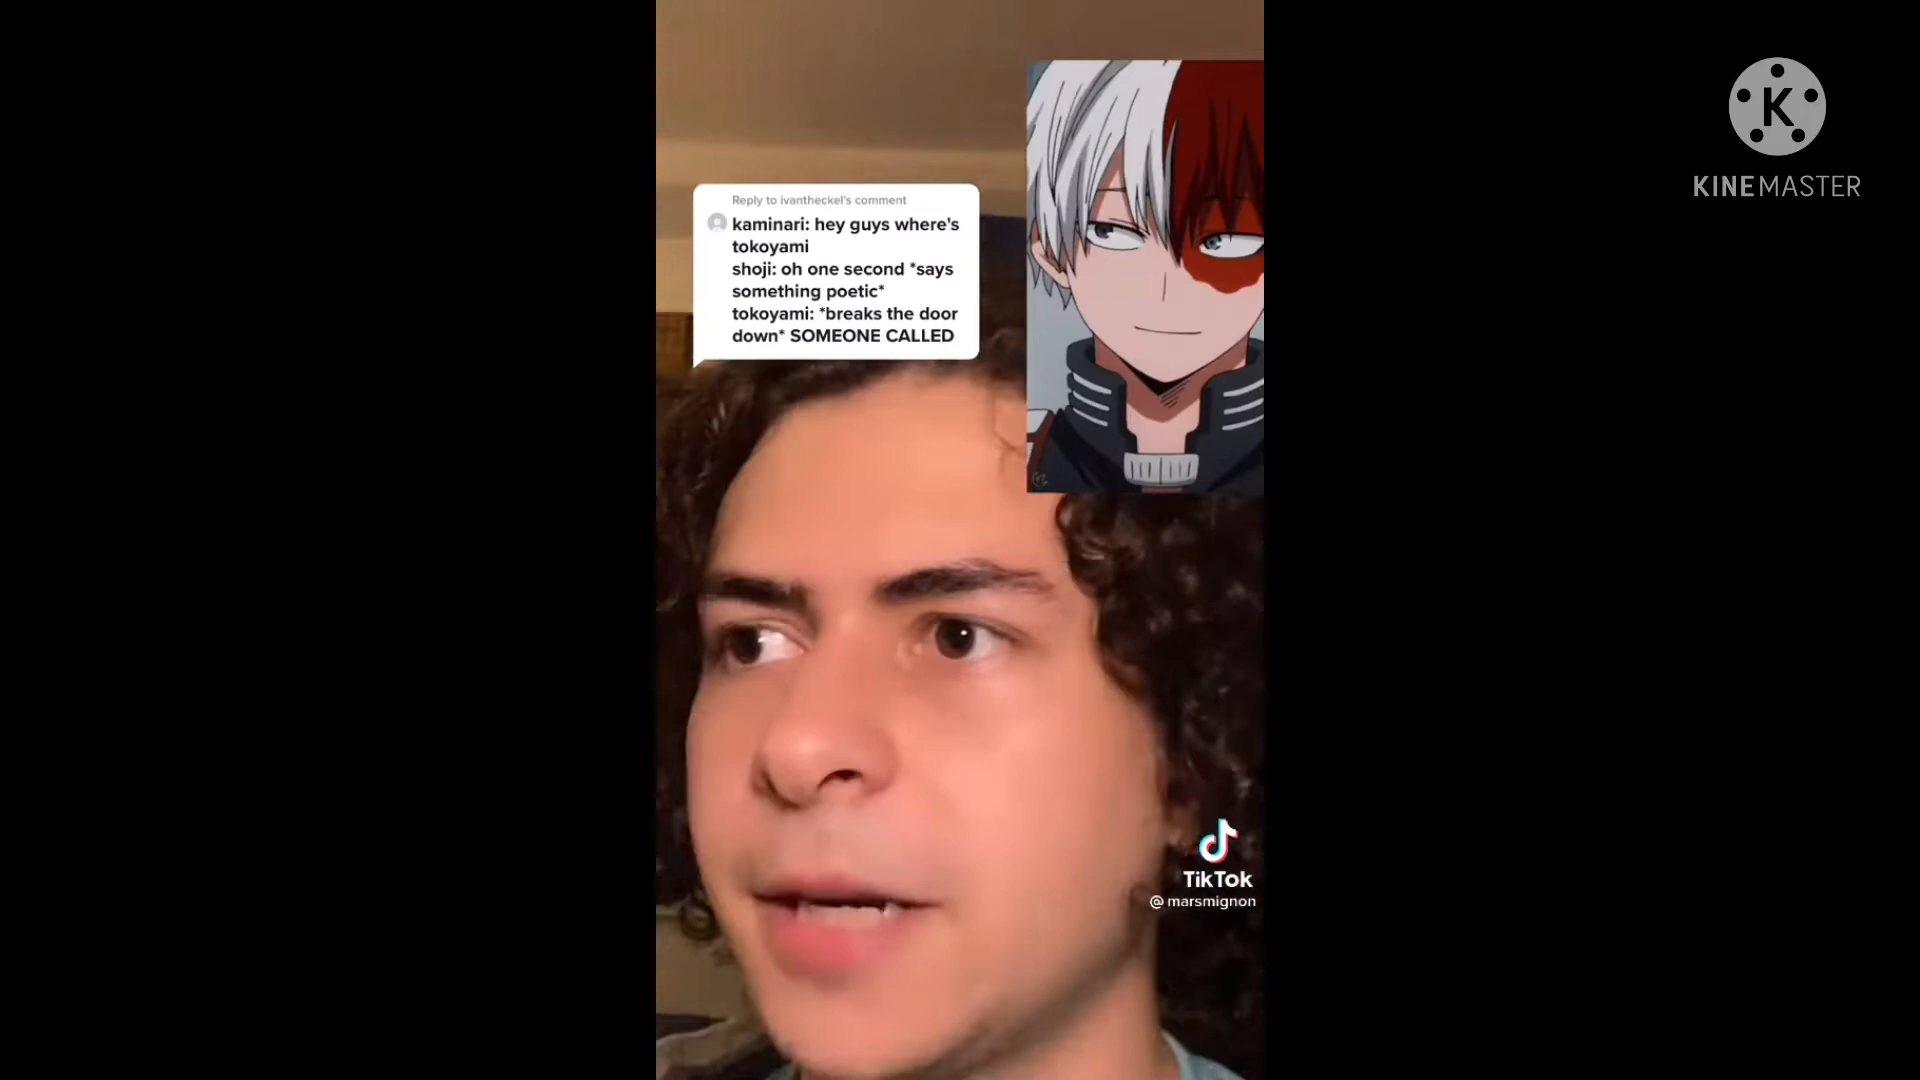 Reply to ivantheckel's comment
kaminari: hey guys where's
tokoyami
shoji: oh one second *says
something poetic*
tokoyami: *breaks the door
down* SOMEONE CALLED
K
KINEMASTER
TikTok
@marsmignon